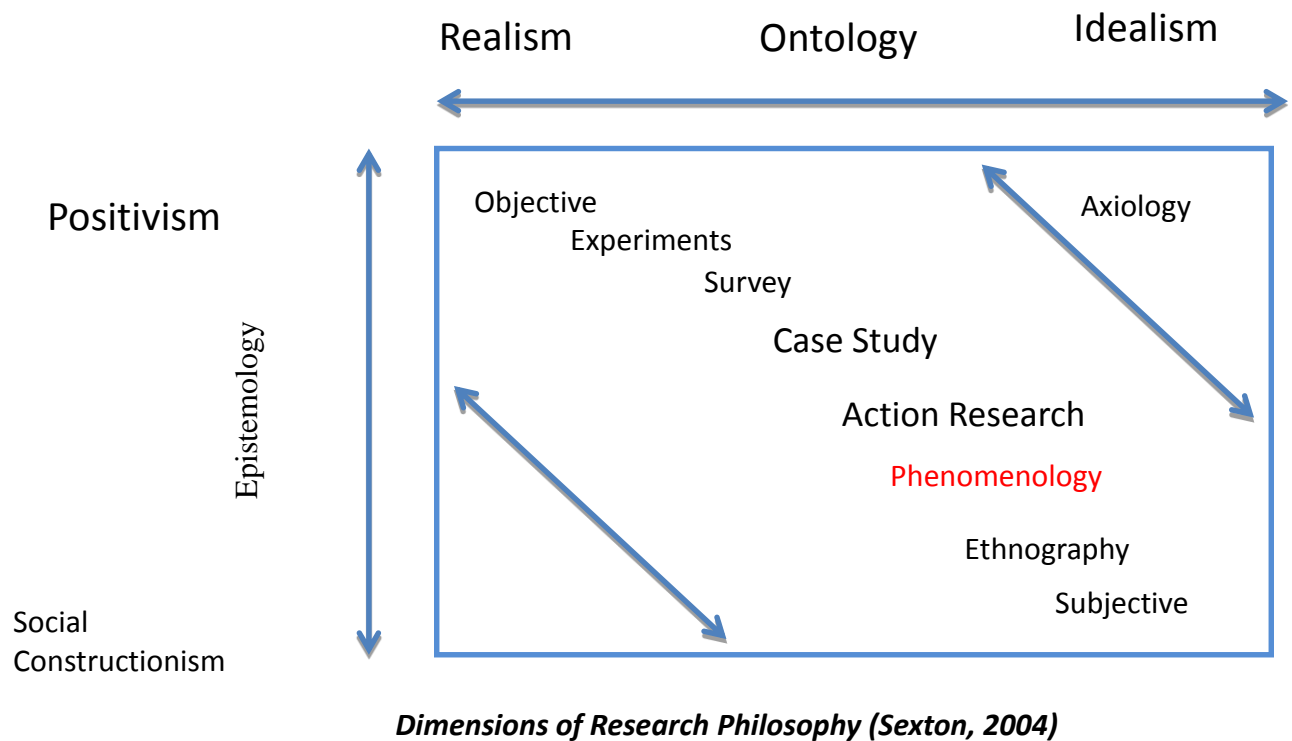 Realism
Ontology
Idealism
Positivism
Epistemology
Social
Constructionism
Objective
Experiments
Survey
Case Study
Action Research
Phenomenology
Ethnography
Subjective
Axiology
Dimensions of Research Philosophy (Sexton, 2004)